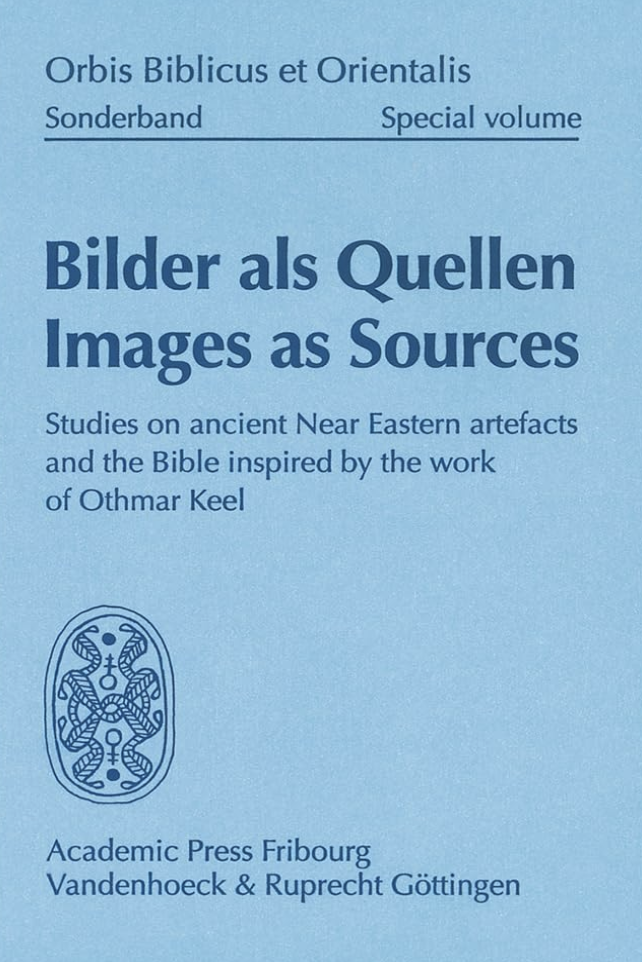 Orbis Biblicus et Orientalis
Sonderband Special volume
Bilder als Quellen
Images as Sources
Studies on ancient Near Eastern artefacts
and the Bible inspired by the work
of Othmar Keel
Academic Press Fribourg
Vandenhoeck & Ruprecht Göttingen